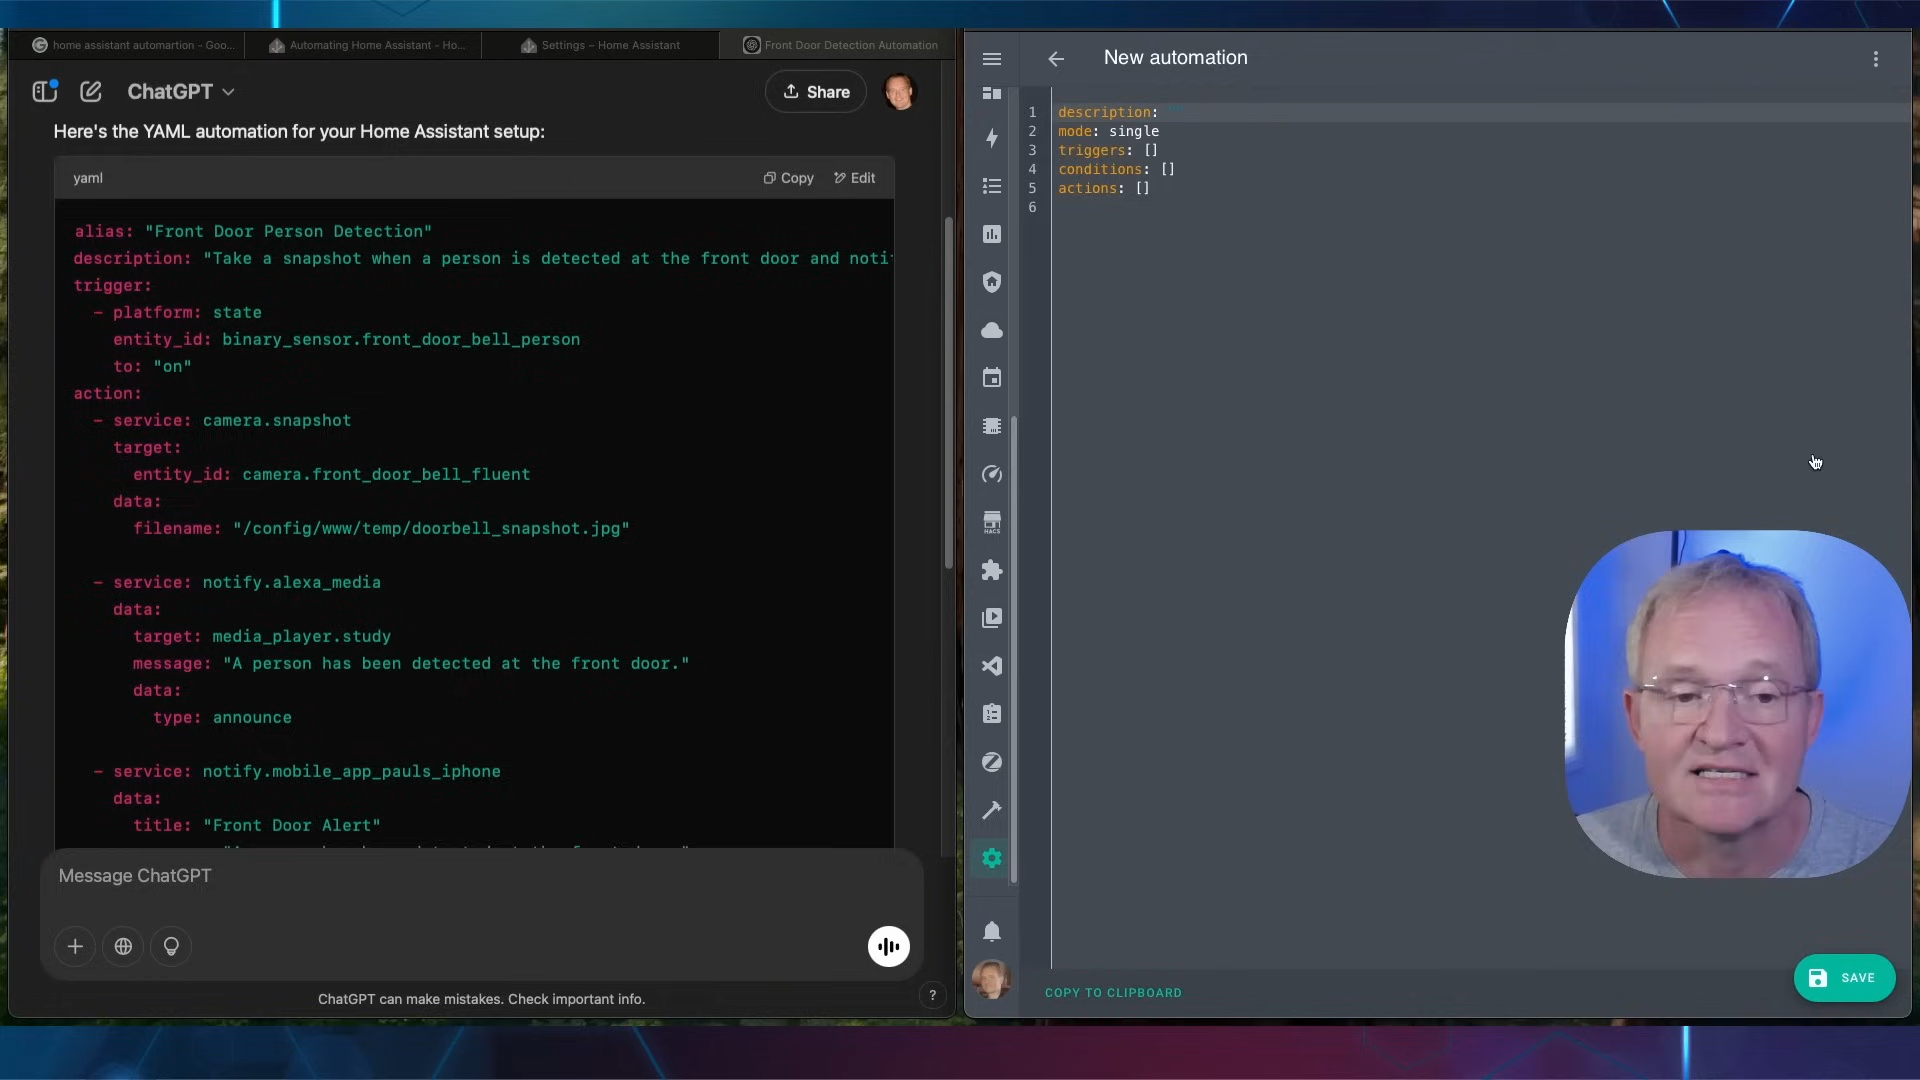 home assistant automartion - Goo...
Automating Home Assistant - Ho...
Settings – Home Assistant
Front Door Detection Automation
ChatGPT
Share
Here's the YAML automation for your Home Assistant setup:
yaml
Copy
Edit
alias: "Front Door Person Detection"
description: "Take a snapshot when a person is detected at the front door and noti
trigger:
- platform: state
entity_id: binary_sensor.front_door_bell_person
to: "on"
action:
- service: camera.snapshot
target:
entity_id: camera.front_door_bell_fluent
data:
filename: "/config/www/temp/doorbell_snapshot.jpg"
- service: notify.alexa_media
data:
target: media_player.study
message: "A person has been detected at the front door."
data:
type: announce
- service: notify.mobile_app_pauls_iphone
data:
title: "Front Door Alert"
Message ChatGPT
ChatGPT can make mistakes. Check important info.
?
New automation
1 description: ""
2 mode: single
3 triggers: []
4 conditions: []
5 actions: []
6
HACS
COPY TO CLIPBOARD
SAVE